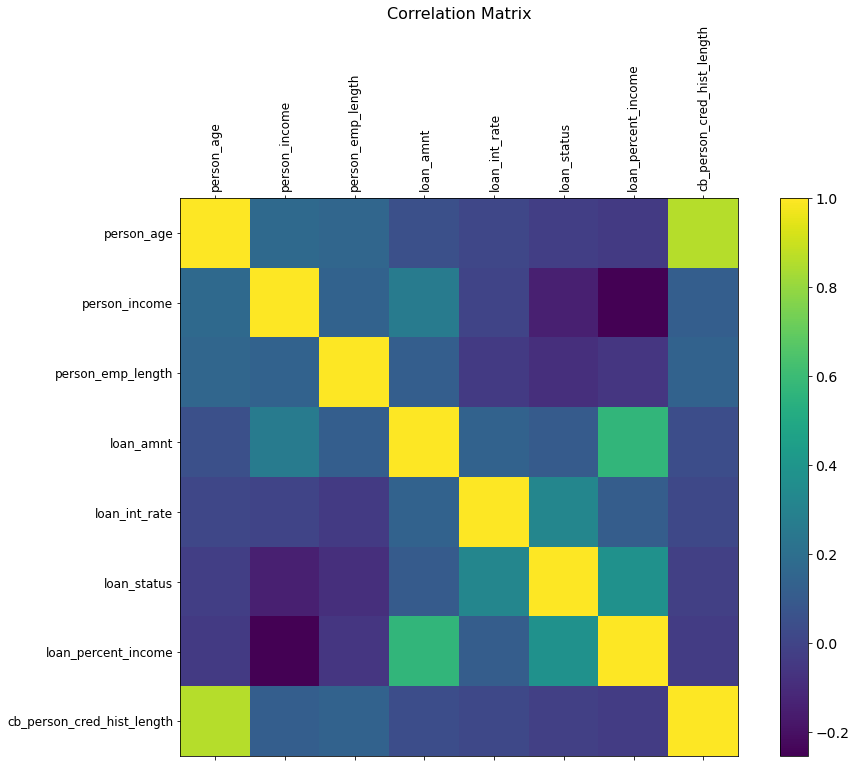 Correlation Matrix
person_age
person_income
person_emp_length
loan_amnt
loan_int_rate
loan_status
loan_percent_income
cb_person_cred_hist_length
person_age
person_income
person_emp_length
loan_amnt
loan_int_rate
loan_status
loan_percent_income
cb_person_cred_hist_length
1.0
0.8
0.6
0.4
0.2
0.0
−0.2